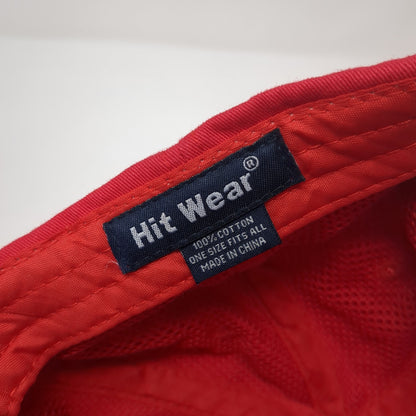 Hit Wear®
100% COTTON
ONE SIZE FITS ALL
MADE IN CHINA